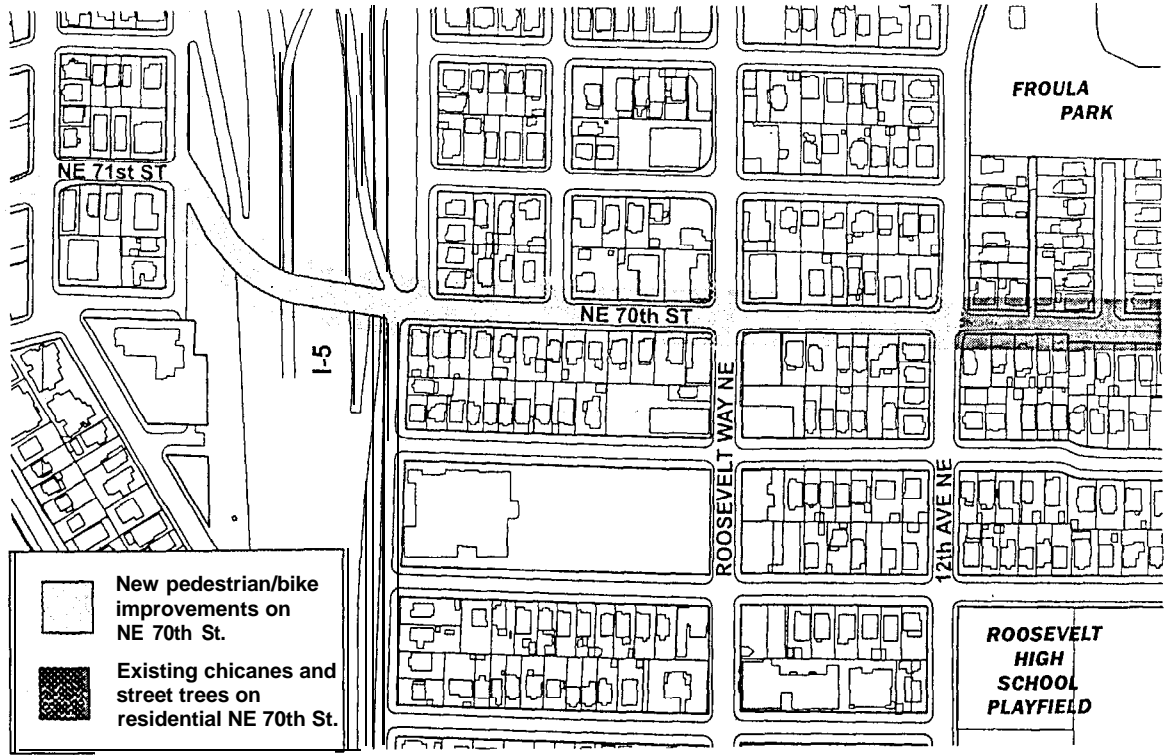 FROULA
PARK
NE 71st ST
NE 70th ST
I-5
ROOSEVELT WAY NE
12th AVE NE
New pedestrian/bike
improvements on
NE 70th St.
Existing chicanes and
street trees on
residential NE 70th St.
ROOSEVELT
HIGH
SCHOOL
PLAYFIELD